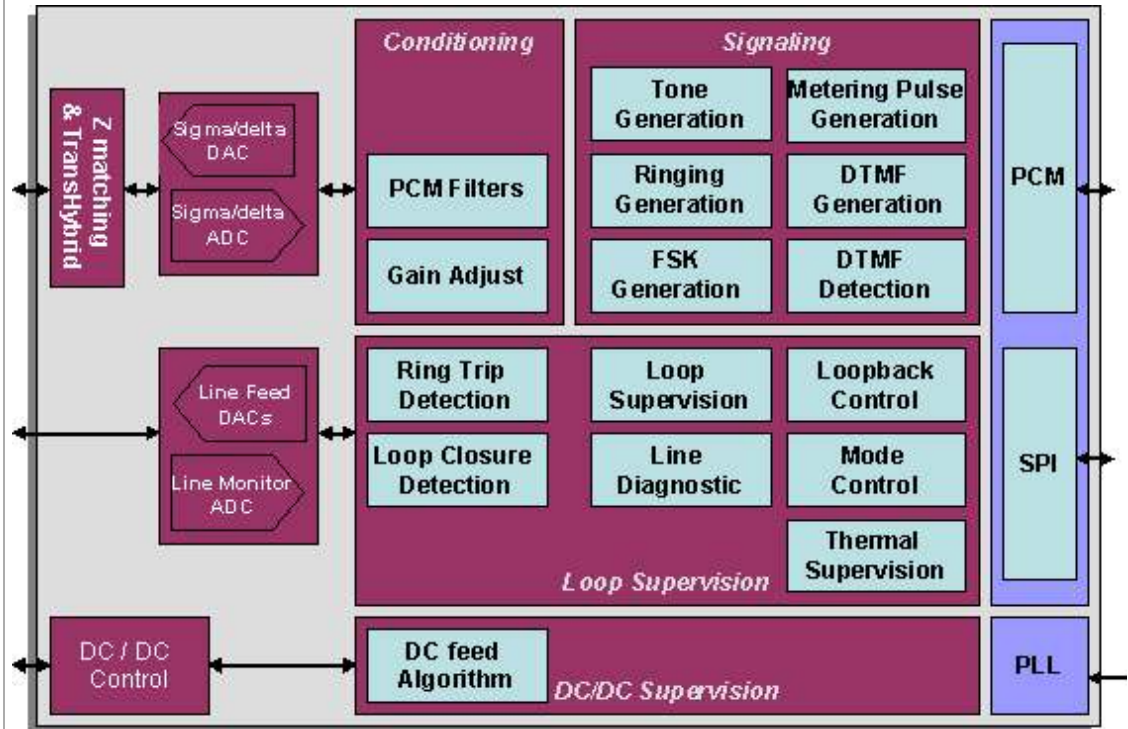 Conditioning
Signaling
Tone
Generation
Metering Pulse
Generation
Z matching
& TransHybrid
Sigma/delta
DAC
Sigma/delta
ADC
PCM Filters
Gain Adjust
Ringing
Generation
DTMF
Generation
FSK
Generation
DTMF
Detection
PCM
Line Feed
DACs
Line Monitor
ADC
Ring Trip
Detection
Loop
Supervision
Loopback
Control
Loop Closure
Detection
Line
Diagnostic
Mode
Control
Thermal
Supervision
Loop Supervision
SPI
DC / DC
Control
DC feed
Algorithm
DC/DC Supervision
PLL